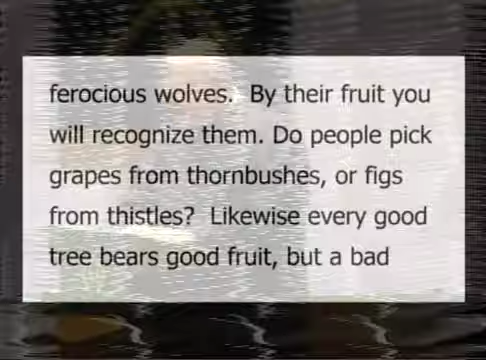 ferocious wolves.  By their fruit you
will recognize them. Do people pick
grapes from thornbushes, or figs
from thistles?  Likewise every good
tree bears good fruit, but a bad